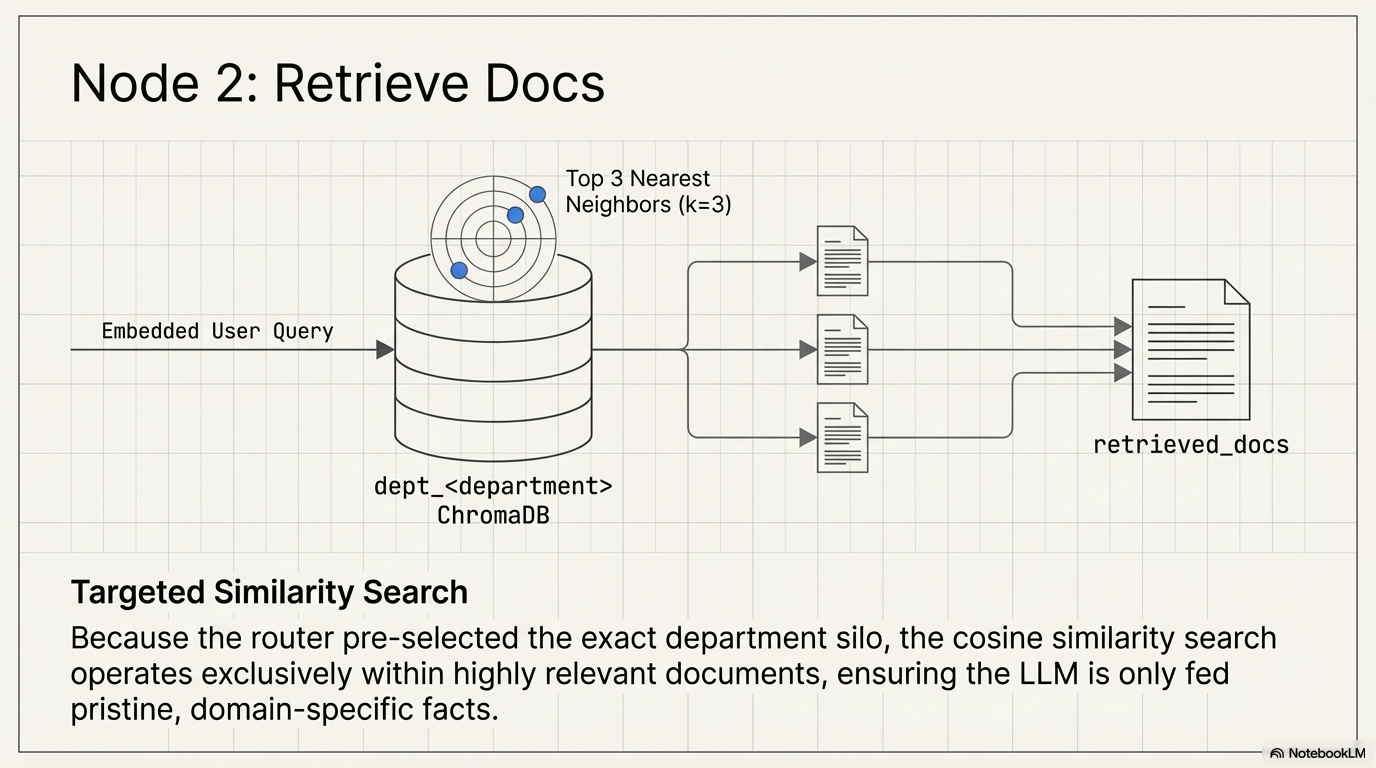 Node 2: Retrieve Docs
Top 3 Nearest
Neighbors (k=3)
Embedded User Query
dept_<department>
ChromaDB
retrieved_docs
Targeted Similarity Search
Because the router pre-selected the exact department silo, the cosine similarity search
operates exclusively within highly relevant documents, ensuring the LLM is only fed
pristine, domain-specific facts.
NotebookLM